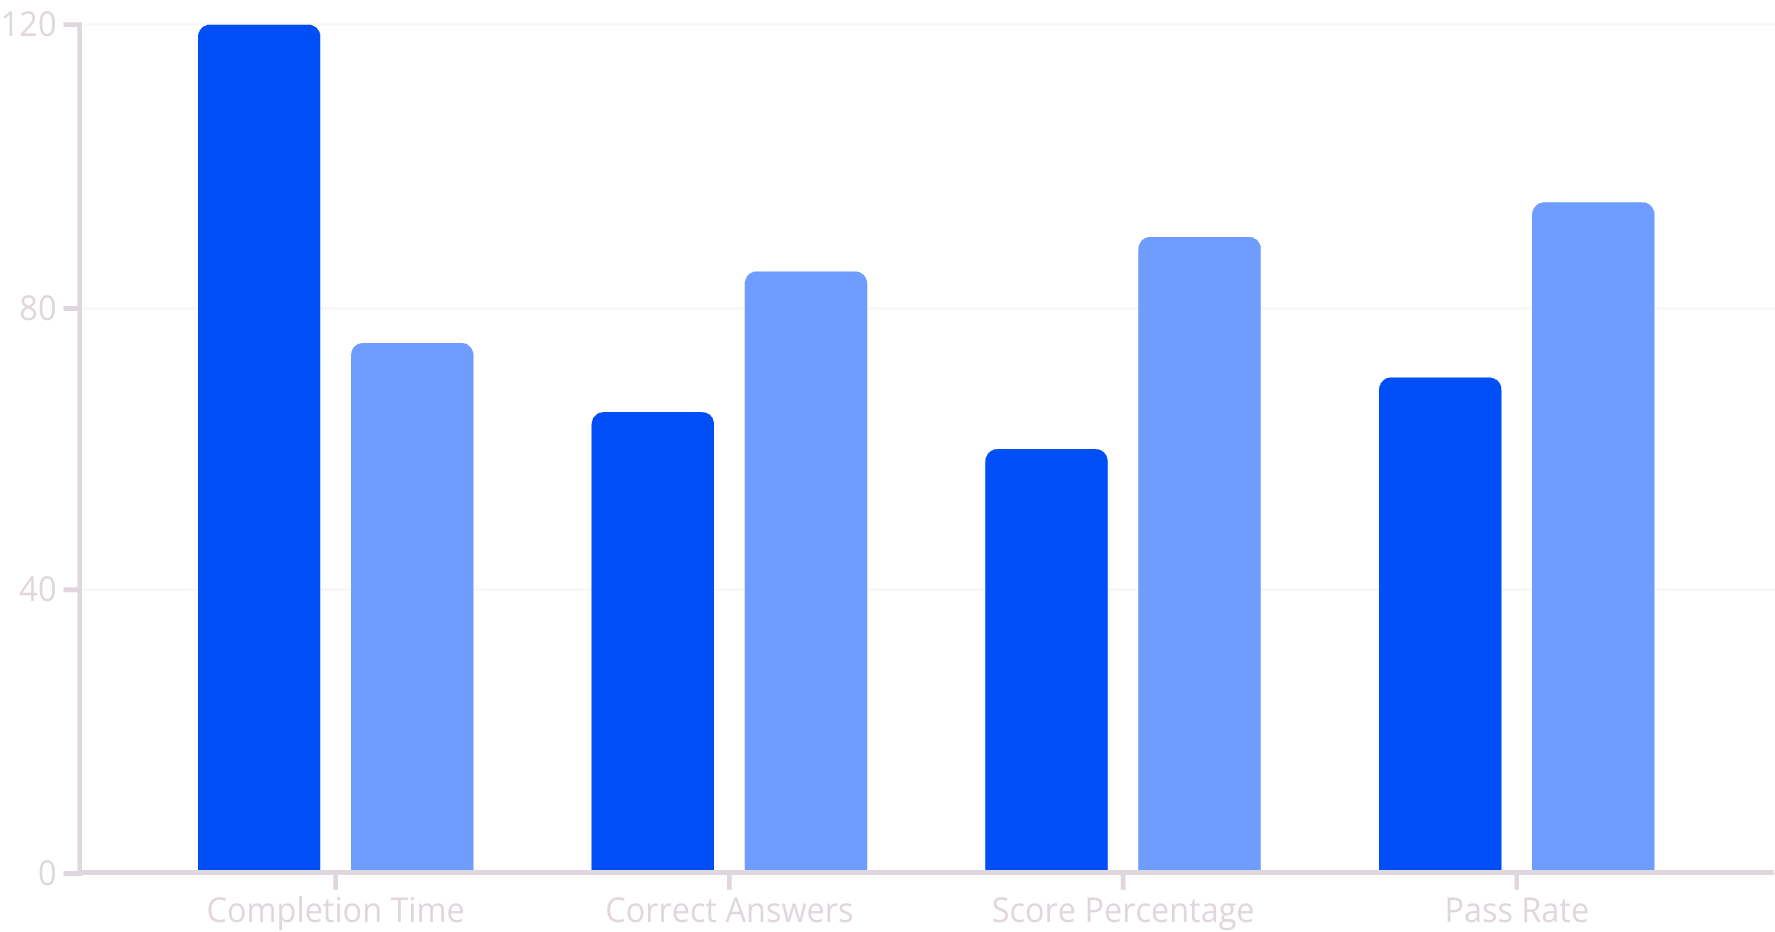 120
80
40
0
Completion Time
Correct Answers
Score Percentage
Pass Rate